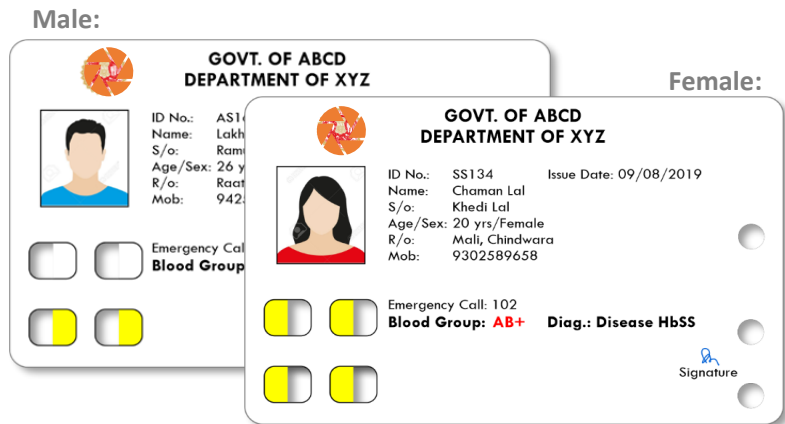 Male:
GOVT. OF ABCD
DEPARTMENT OF XYZ
ID No.:
Name:
S/o:
Age/Sex: 26
R/o:
Mob:
Emergency
Blood Group
Female:
GOVT. OF ABCD
DEPARTMENT OF XYZ
ID No.: SS134 Issue Date: 09/08/2019
Name: Chaman Lal
S/o: Khedi Lal
Age/Sex: 20 yrs/Female
R/o: Mali, Chindwara
Mob: 9302589658
Emergency Call: 102
Blood Group: AB+ Diag.: Disease HbSS
Signature